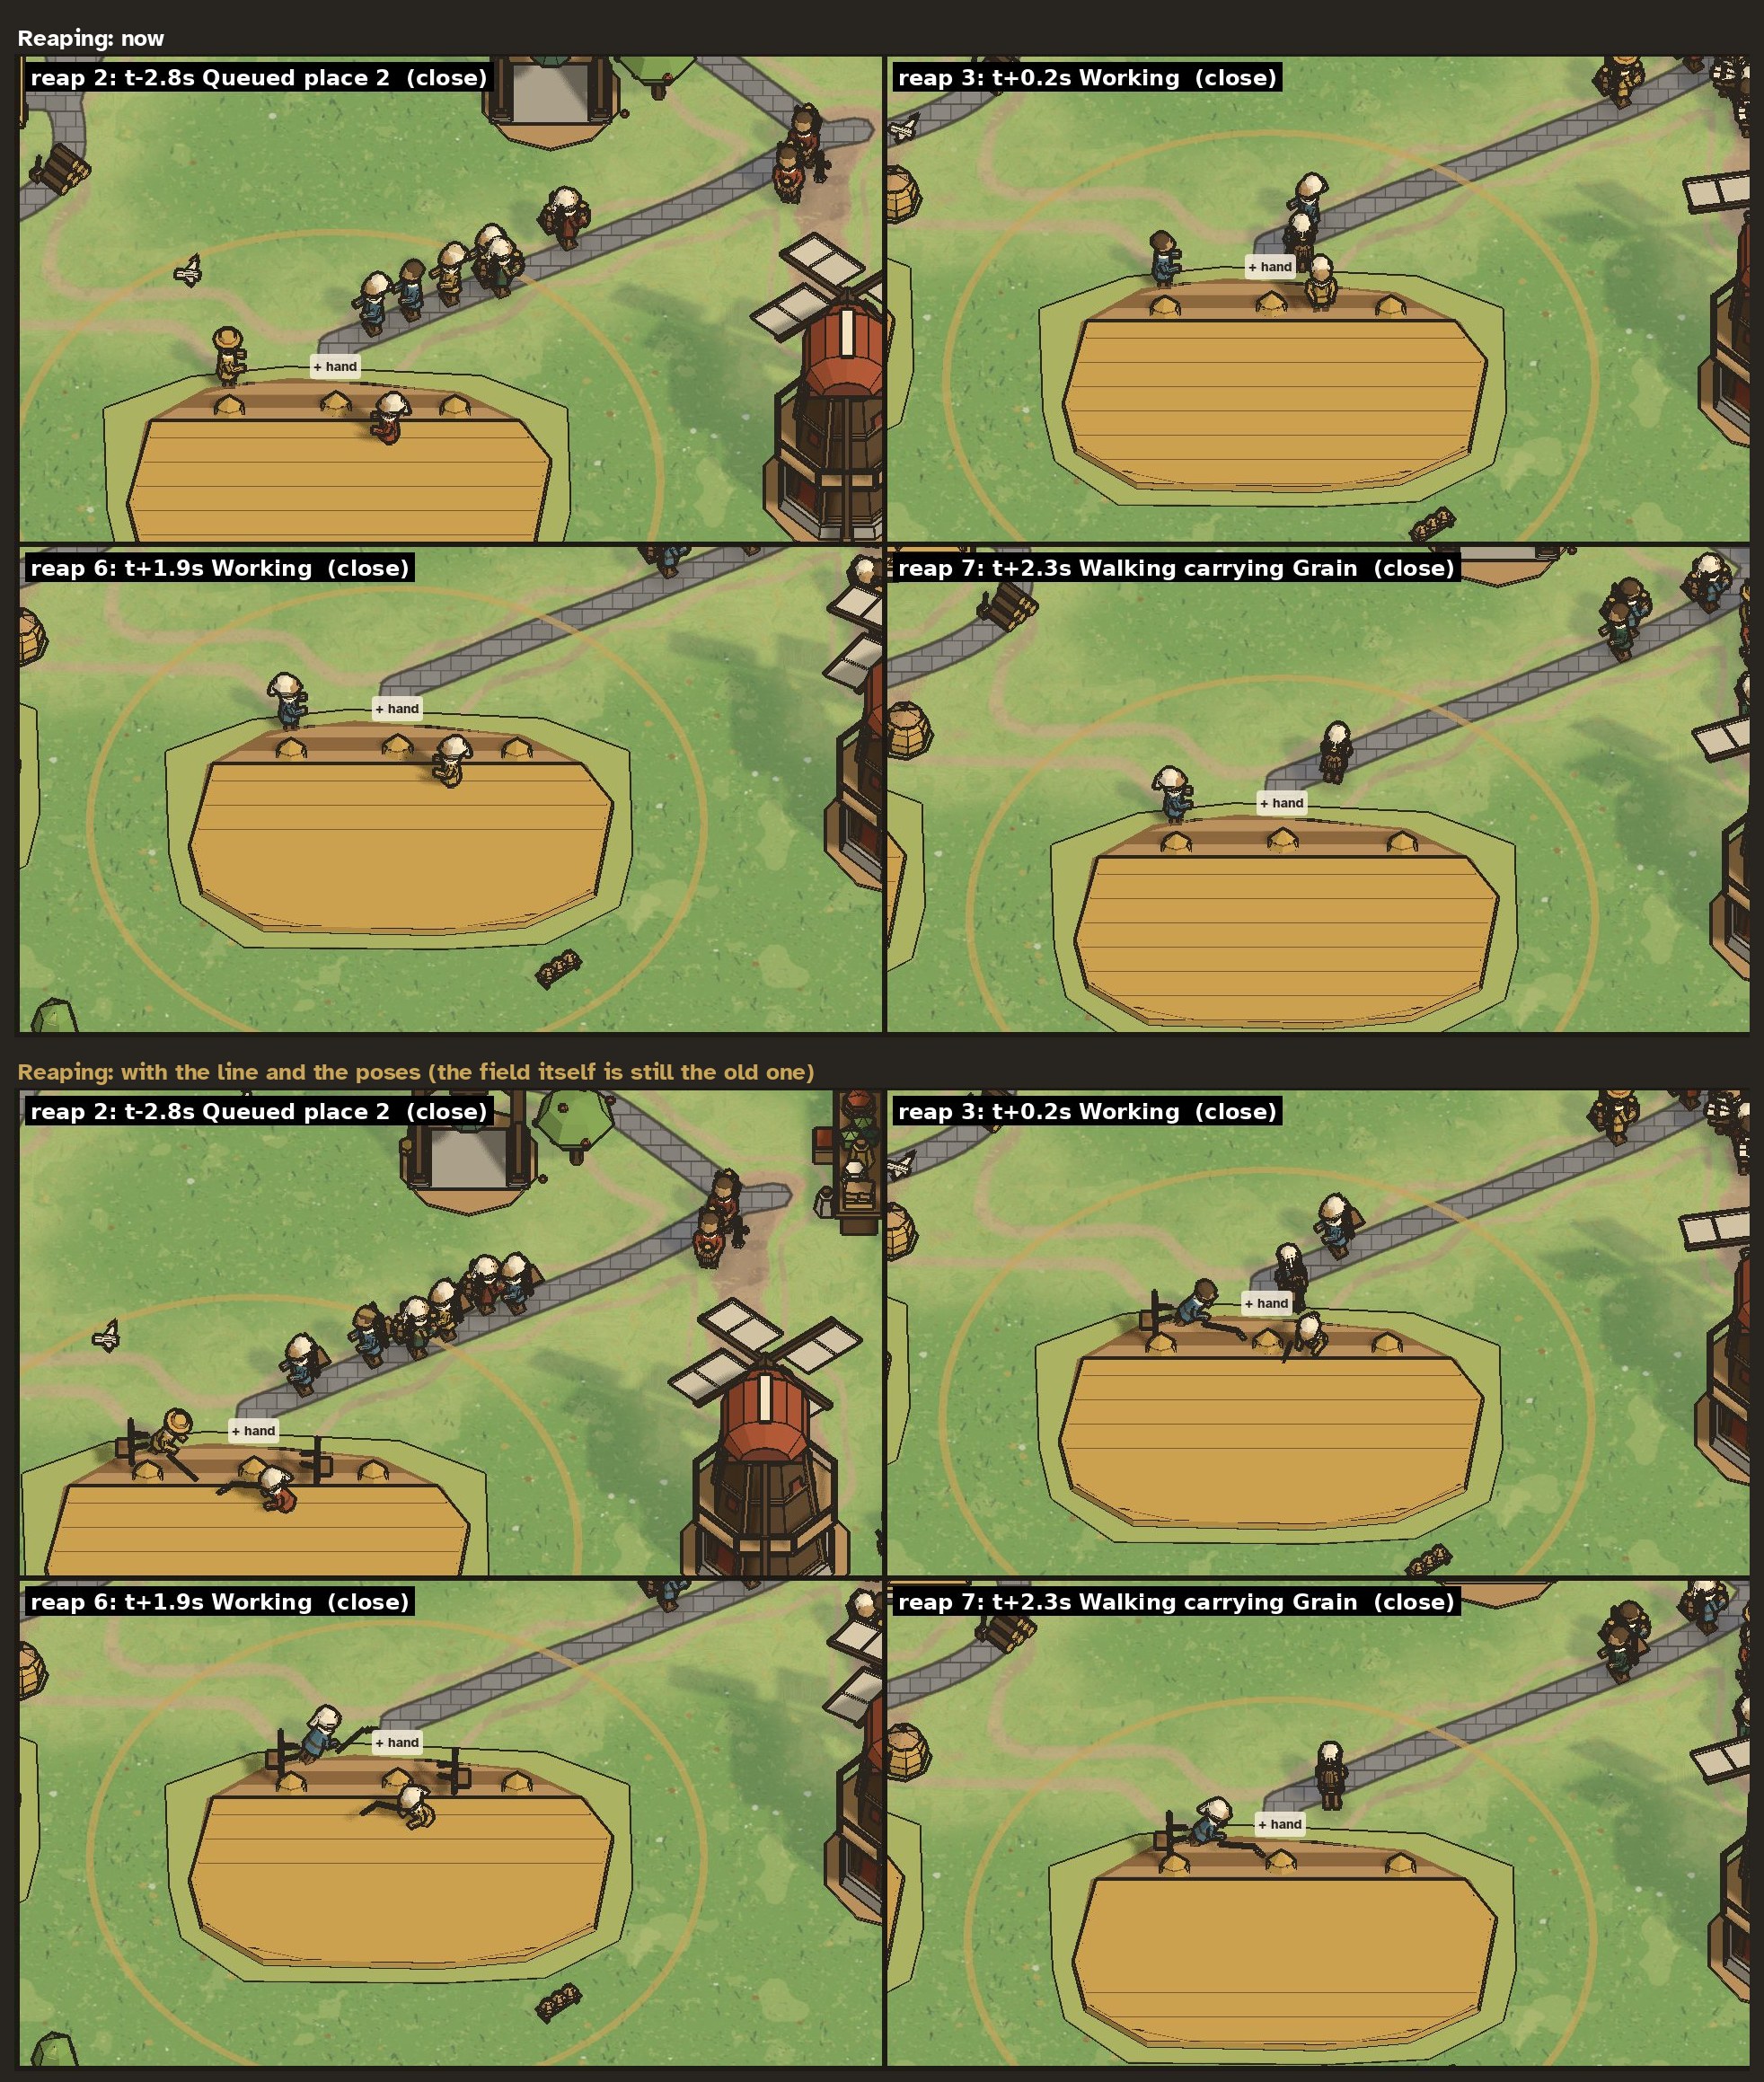 Reaping: now
reap 2: t-2.8s Queued place 2 (close)
+ hand
reap 3: t+0.2s Working (close)
+ hand
reap 6: t+1.9s Working (close)
+ hand
reap 7: t+2.3s Walking carrying Grain (close)
+ hand
Reaping: with the line and the poses (the field itself is still the old one)
reap 2: t-2.8s Queued place 2 (close)
+ hand
reap 3: t+0.2s Working (close)
+ hand
reap 6: t+1.9s Working (close)
+ hand
reap 7: t+2.3s Walking carrying Grain (close)
+ hand